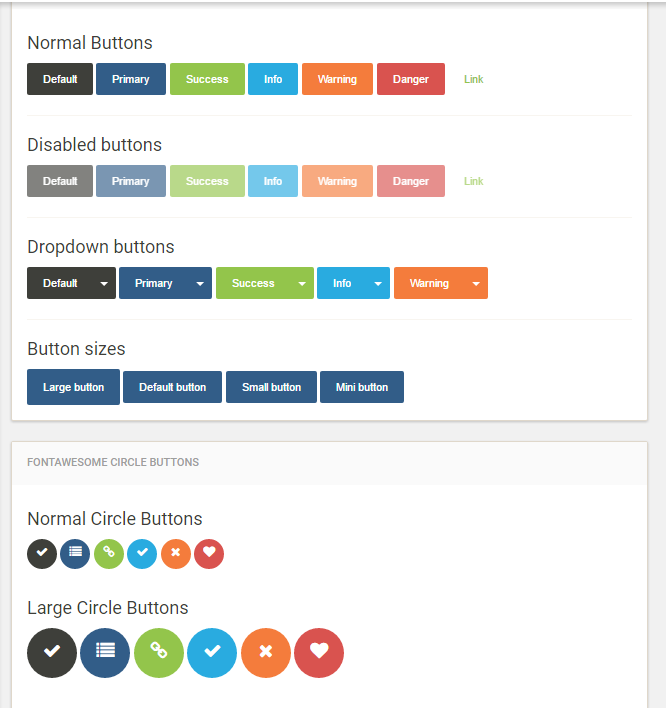 Normal Buttons
Default Primary Success Info Warning Danger Link
Disabled buttons
Default Primary Success Info Warning Danger Link
Dropdown buttons
Default Primary Success Info Warning
Button sizes
Large button Default button Small button Mini button
FONTAWESOME CIRCLE BUTTONS
Normal Circle Buttons
Large Circle Buttons